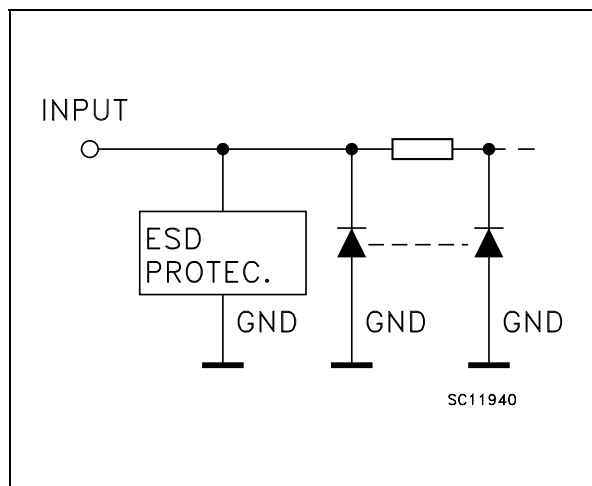 INPUT
ESD
PROTEC.
GND
GND
GND
SC11940